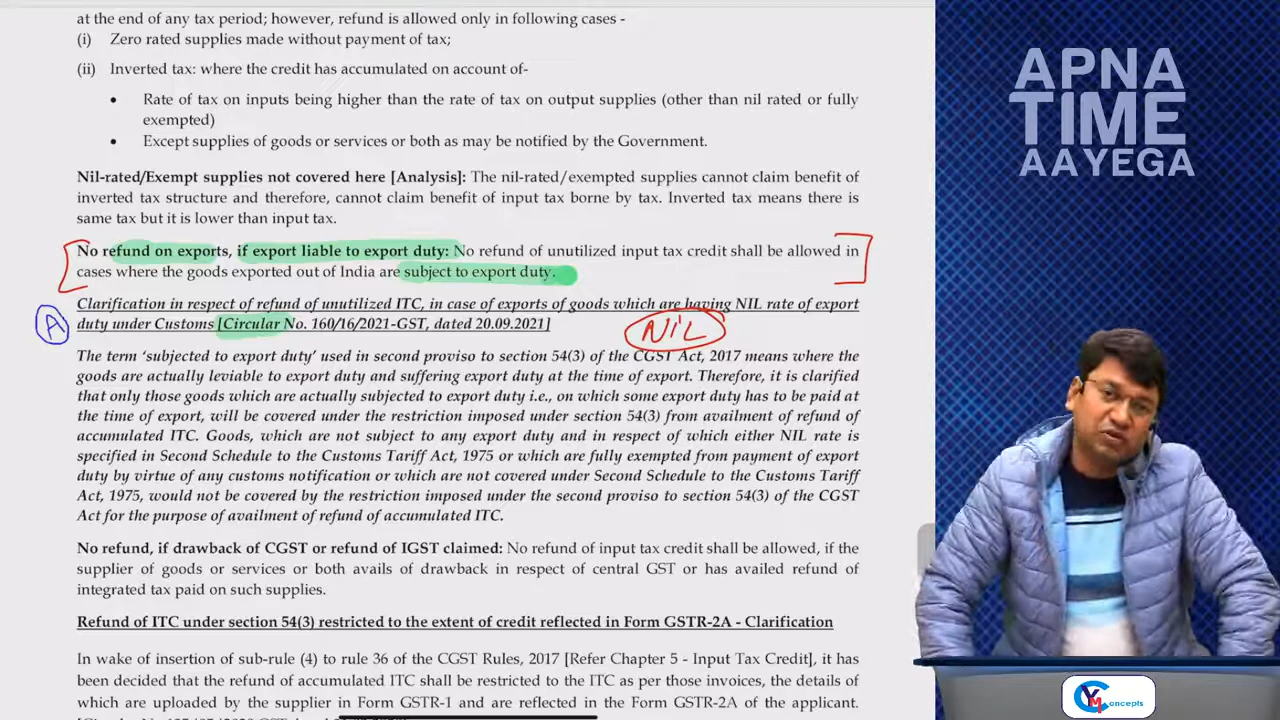 at the end of any tax period; however, refund is allowed only in following cases -
(i) Zero rated supplies made without payment of tax;
(ii) Inverted tax: where the credit has accumulated on account of-
• Rate of tax on inputs being higher than the rate of tax on output supplies (other than nil rated or fully
exempted)
• Except supplies of goods or services or both as may be notified by the Government.
Nil-rated/Exempt supplies not covered here [Analysis]: The nil-rated/exempted supplies cannot claim benefit of
inverted tax structure and therefore, cannot claim benefit of input tax borne by tax. Inverted tax means there is
same tax but it is lower than input tax.
No refund on exports, if export liable to export duty: No refund of unutilized input tax credit shall be allowed in
cases where the goods exported out of India are subject to export duty.
Clarification in respect of refund of unutilized ITC, in case of exports of goods which are having NIL rate of export
A
duty under Customs [Circular No. 160/16/2021-GST, dated 20.09.2021]
NIL
The term 'subjected to export duty' used in second proviso to section 54(3) of the CGST Act, 2017 means where the
goods are actually leviable to export duty and suffering export duty at the time of export. Therefore, it is clarified
that only those goods which are actually subjected to export duty i.e., on which some export duty has to be paid at
the time of export, will be covered under the restriction imposed under section 54(3) from availment of refund of
accumulated ITC. Goods, which are not subject to any export duty and in respect of which either NIL rate is
specified in Second Schedule to the Customs Tariff Act, 1975 or which are fully exempted from payment of export
duty by virtue of any customs notification or which are not covered under Second Schedule to the Customs Tariff
Act, 1975, would not be covered by the restriction imposed under the second proviso to section 54(3) of the CGST
Act for the purpose of availment of refund of accumulated ITC.
No refund, if drawback of CGST or refund of IGST claimed: No refund of input tax credit shall be allowed, if the
supplier of goods or services or both avails of drawback in respect of central GST or has availed refund of
integrated tax paid on such supplies.
Refund of ITC under section 54(3) restricted to the extent of credit reflected in Form GSTR-2A - Clarification
In wake of insertion of sub-rule (4) to rule 36 of the CGST Rules, 2017 [Refer Chapter 5 - Input Tax Credit], it has
been decided that the refund of accumulated ITC shall be restricted to the ITC as per those invoices, the details of
which are uploaded by the supplier in Form GSTR-1 and are reflected in the Form GSTR-2A of the applicant.
APNA
TIME
AAYEGA
VM
Concepts